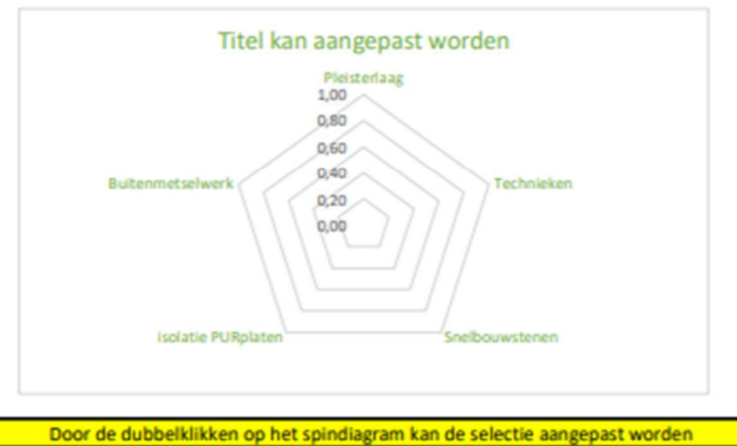 Titel kan aangepast worden
Pleisterlaag
1,00
0,80
0,60
0,40
0,20
0,00
Buitenmetselwerk
Technieken
isolatie PURplaten
Snelbouwstenen
Door de dubbelklikken op het spindiagram kan de selectie aangepast worden